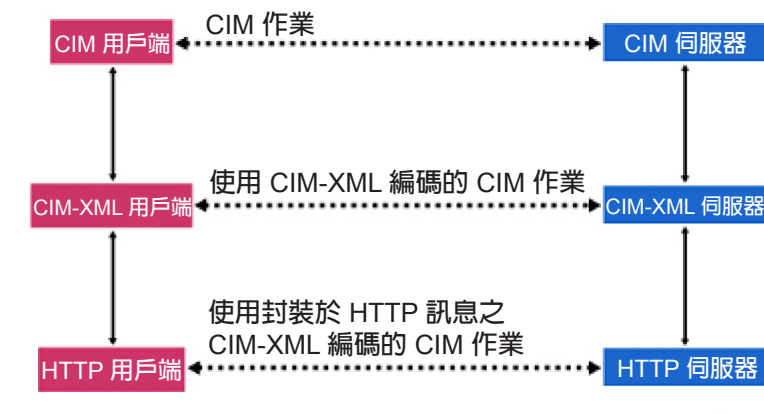 CIM 作業
CIM 用戶端
CIM 伺服器
使用 CIM-XML 編碼的 CIM 作業
CIM-XML 用戶端
CIM-XML 伺服器
使用封裝於 HTTP 訊息之
CIM-XML 編碼的 CIM 作業
HTTP 用戶端
HTTP 伺服器